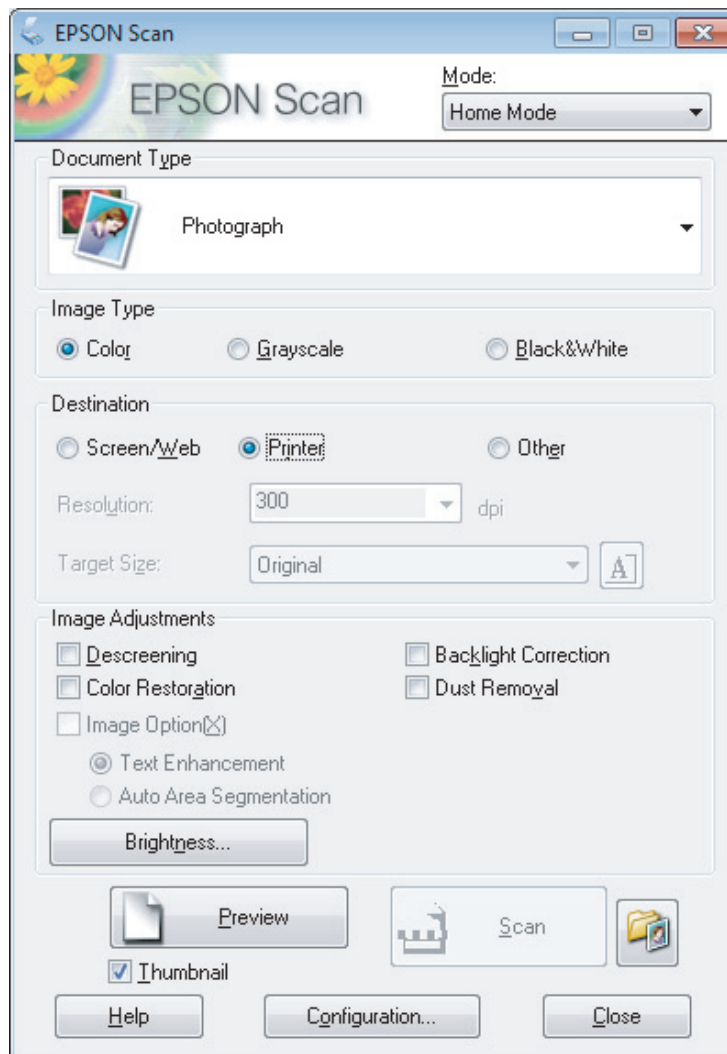 EPSON Scan
EPSON Scan
Mode:
Home Mode
Document Type
Photograph
Image Type
Color Grayscale Black&White
Destination
Screen/Web Printer Other
Resolution: 300 dpi
Target Size: Original A
Image Adjustments
Descreening Backlight Correction
Color Restoration Dust Removal
Image Option(X)
Text Enhancement
Auto Area Segmentation
Brightness...
Preview Scan
Thumbnail
Help Configuration... Close